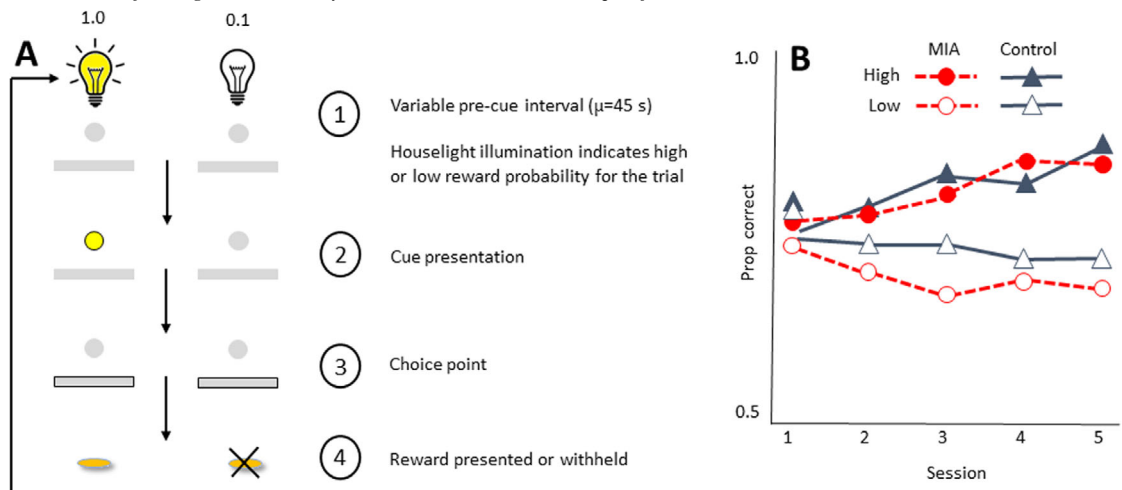 1.0
0.1
A
1
Variable pre-cue interval (μ=45 s)
Houselight illumination indicates high
or low reward probability for the trial
2
Cue presentation
3
Choice point
4
Reward presented or withheld
B
MIA
Control
High
Low
1.0
Prop correct
0.5
1
2
3
4
5
Session